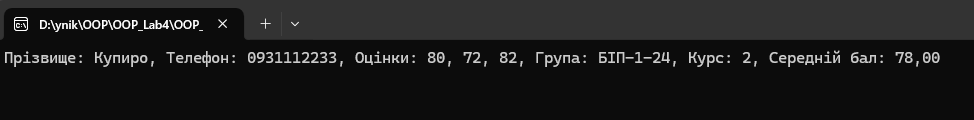 D:\ynik\OOP\OOP_Lab4\OOP_
Прізвище: Купиро, Телефон: 0931112233, Оцінки: 80, 72, 82, Група: БІП-1-24, Курс: 2, Середній бал: 78,00